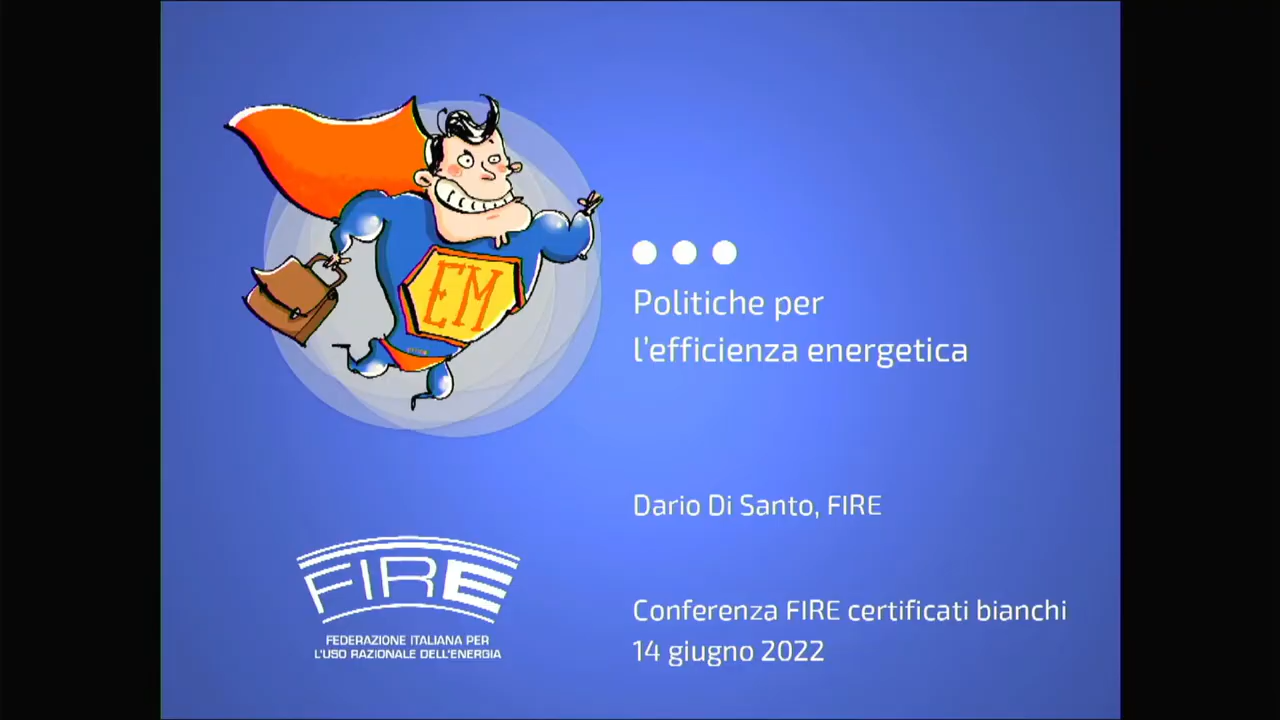 EM
Politiche per
l'efficienza energetica
Dario Di Santo, FIRE
FIRE
FEDERAZIONE ITALIANA PER
L'USO RAZIONALE DELL'ENERGIA
Conferenza FIRE certificati bianchi
14 giugno 2022